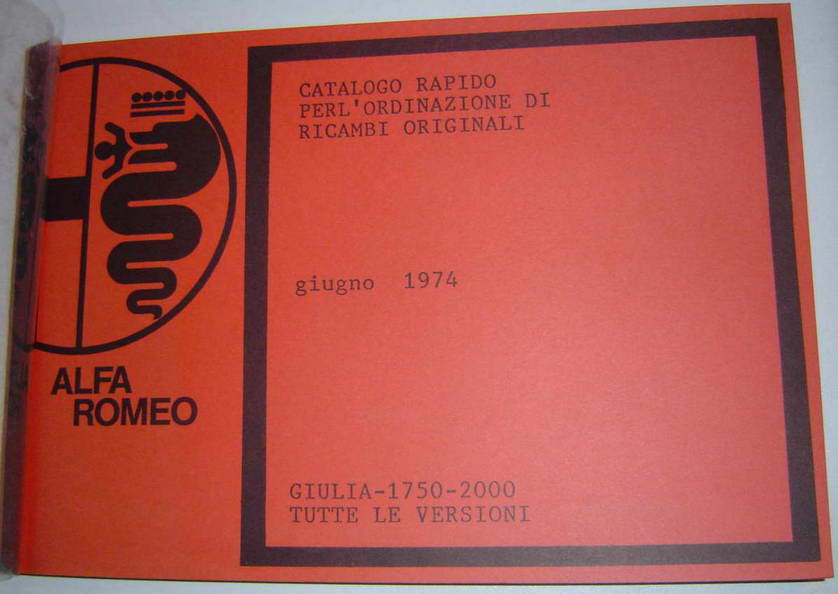 CATALOGO RAPIDO
PERL'ORDINAZIONE DI
RICAMBI ORIGINALI
giugno 1974
ALFA
ROMEO
GIULIA-1750-2000
TUTTE LE VERSIONI